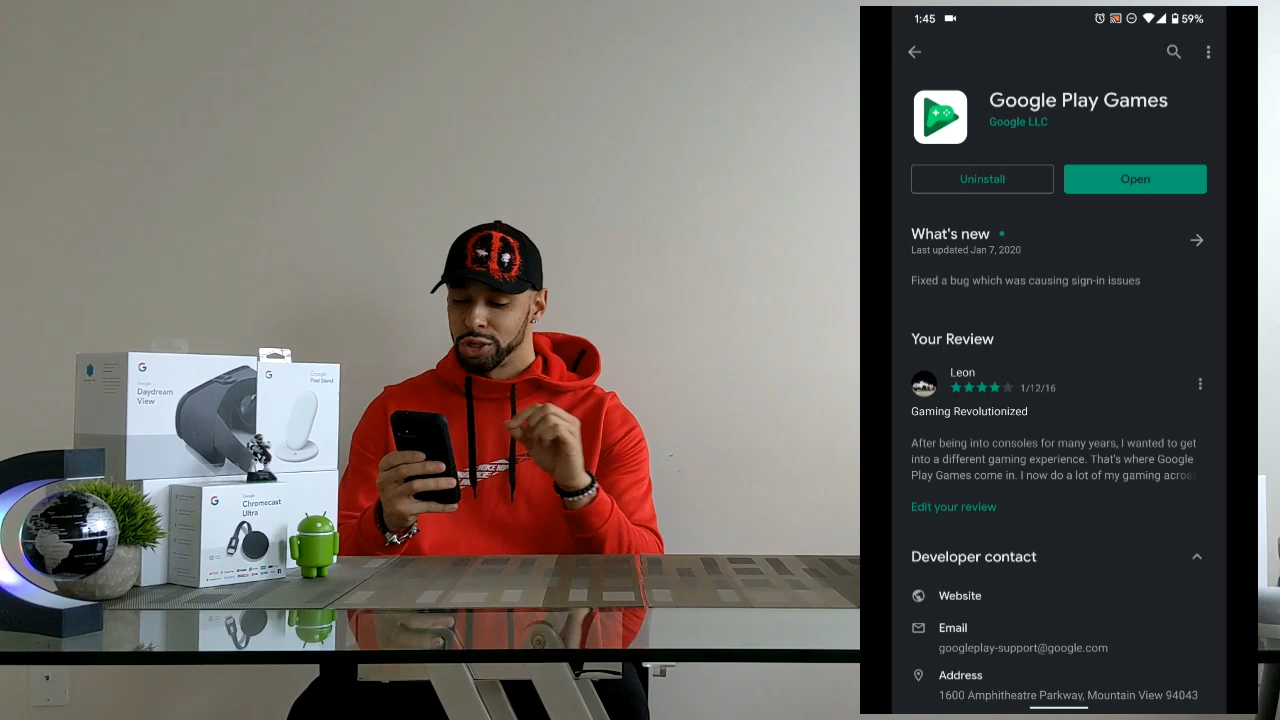 1:45
59%
Google Play Games
Google LLC
Uninstall
Open
What's new
Last updated Jan 7, 2020
Fixed a bug which was causing sign-in issues
Your Review
Leon
1/12/16
Gaming Revolutionized
After being into consoles for many years, I wanted to get
into a different gaming experience. That's where Google
Play Games come in. I now do a lot of my gaming across
Edit your review
Developer contact
Website
Email
googleplay-support@google.com
Address
1600 Amphitheatre Parkway, Mountain View 94043
G
Google
Daydream
View
G
Google
Pixel Stand
G
Google
Chromecast
Ultra